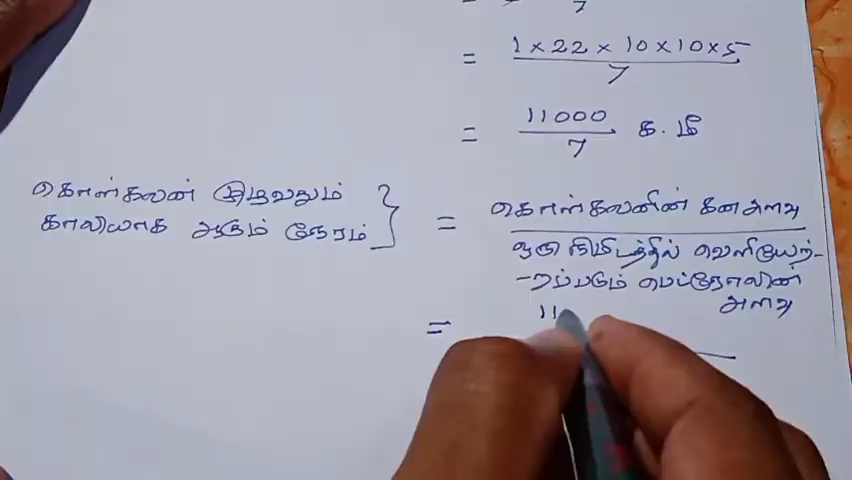 7
= 1 × 22 × 10 × 10 × 5 / 7
= 11000 / 7 க.மீ
கொள்கலன் முழுவதும்
காலியாக ஆகும் நேரம் } = கொள்கலனின் கனஅளவு
ஒரு நிமிடத்தில் வெளியேற்-
-றப்படும் பெட்ரோலின்
அளவு
= 11